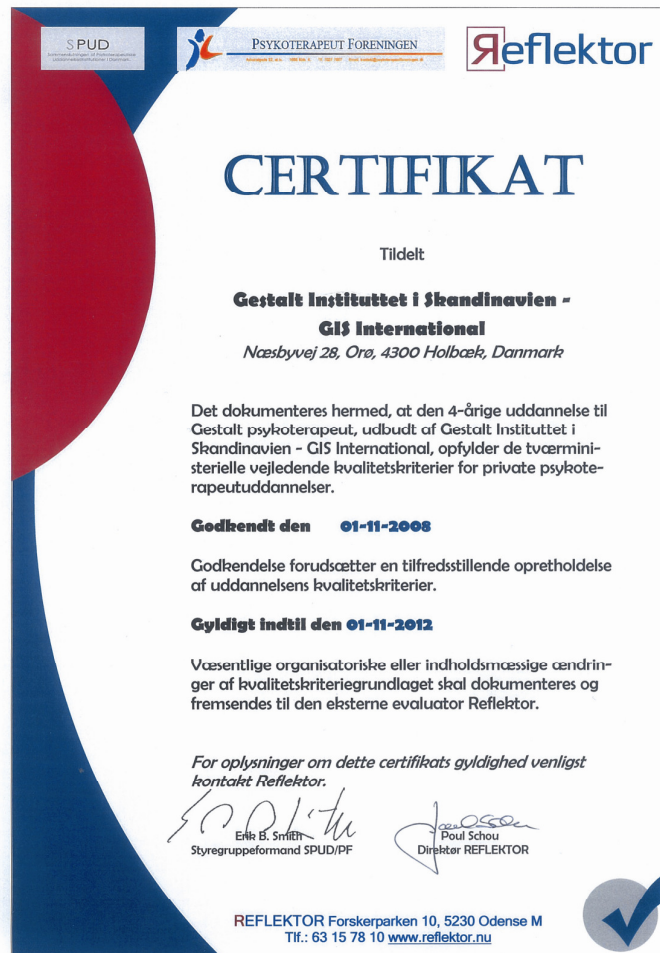 SPUD
PSYKOTERAPEUT FORENINGEN
Reflektor
CERTIFIKAT
Tildelt
Gestalt Instituttet i Skandinavien -
GIS International
Næsbyvej 28, Orø, 4300 Holbæk, Danmark
Det dokumenteres hermed, at den 4-årige uddannelse til
Gestalt psykoterapeut, udbudt af Gestalt Instituttet i
Skandinavien - GIS International, opfylder de tværmini-
sterielle vejledende kvalitetskriterier for private psykote-
rapeutuddannelser.
Godkendt den 01-11-2008
Godkendelse forudsætter en tilfredsstillende opretholdelse
af uddannelsens kvalitetskriterier.
Gyldigt indtil den 01-11-2012
Væsentlige organisatoriske eller indholdsmæssige ændrin-
ger af kvalitetskriteriegrundlaget skal dokumenteres og
fremsendes til den eksterne evaluator Reflektor.
For oplysninger om dette certifikats gyldighed venligst
kontakt Reflektor.
Erik B. Smith
Styregruppeformand SPUD/PF
Poul Schou
Direktør REFLEKTOR
REFLEKTOR Forskerparken 10, 5230 Odense M
Tlf.: 63 15 78 10 www.reflektor.nu